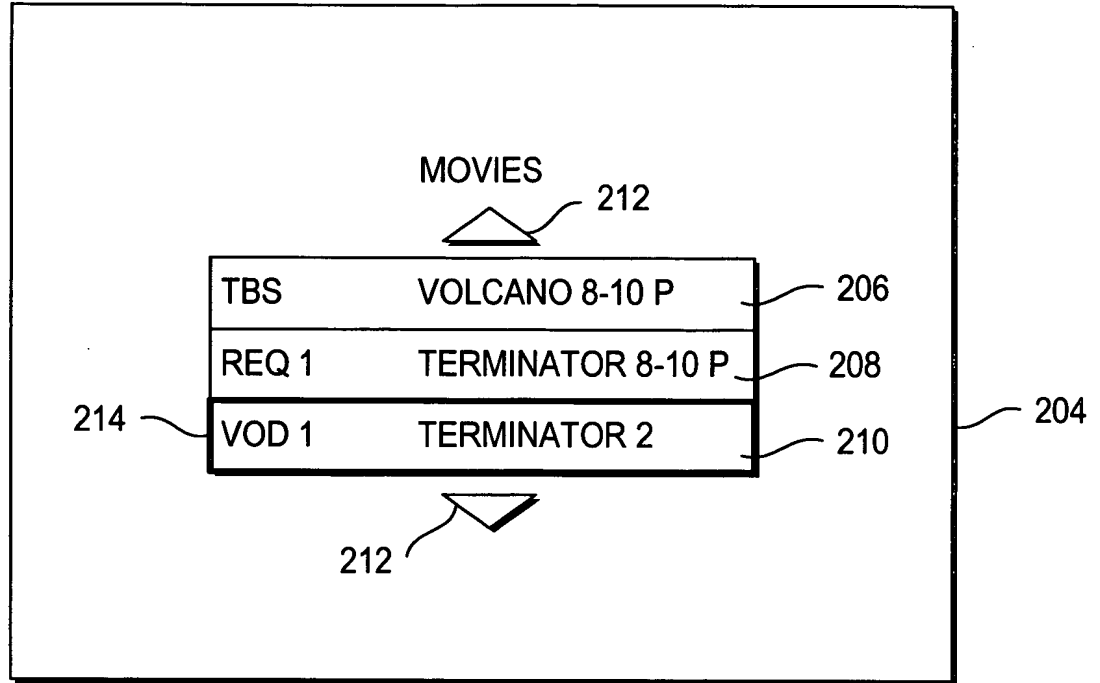 MOVIES
212
TBS VOLCANO 8-10 P 206
REQ 1 TERMINATOR 8-10 P 208
214 VOD 1 TERMINATOR 2 210 204
212